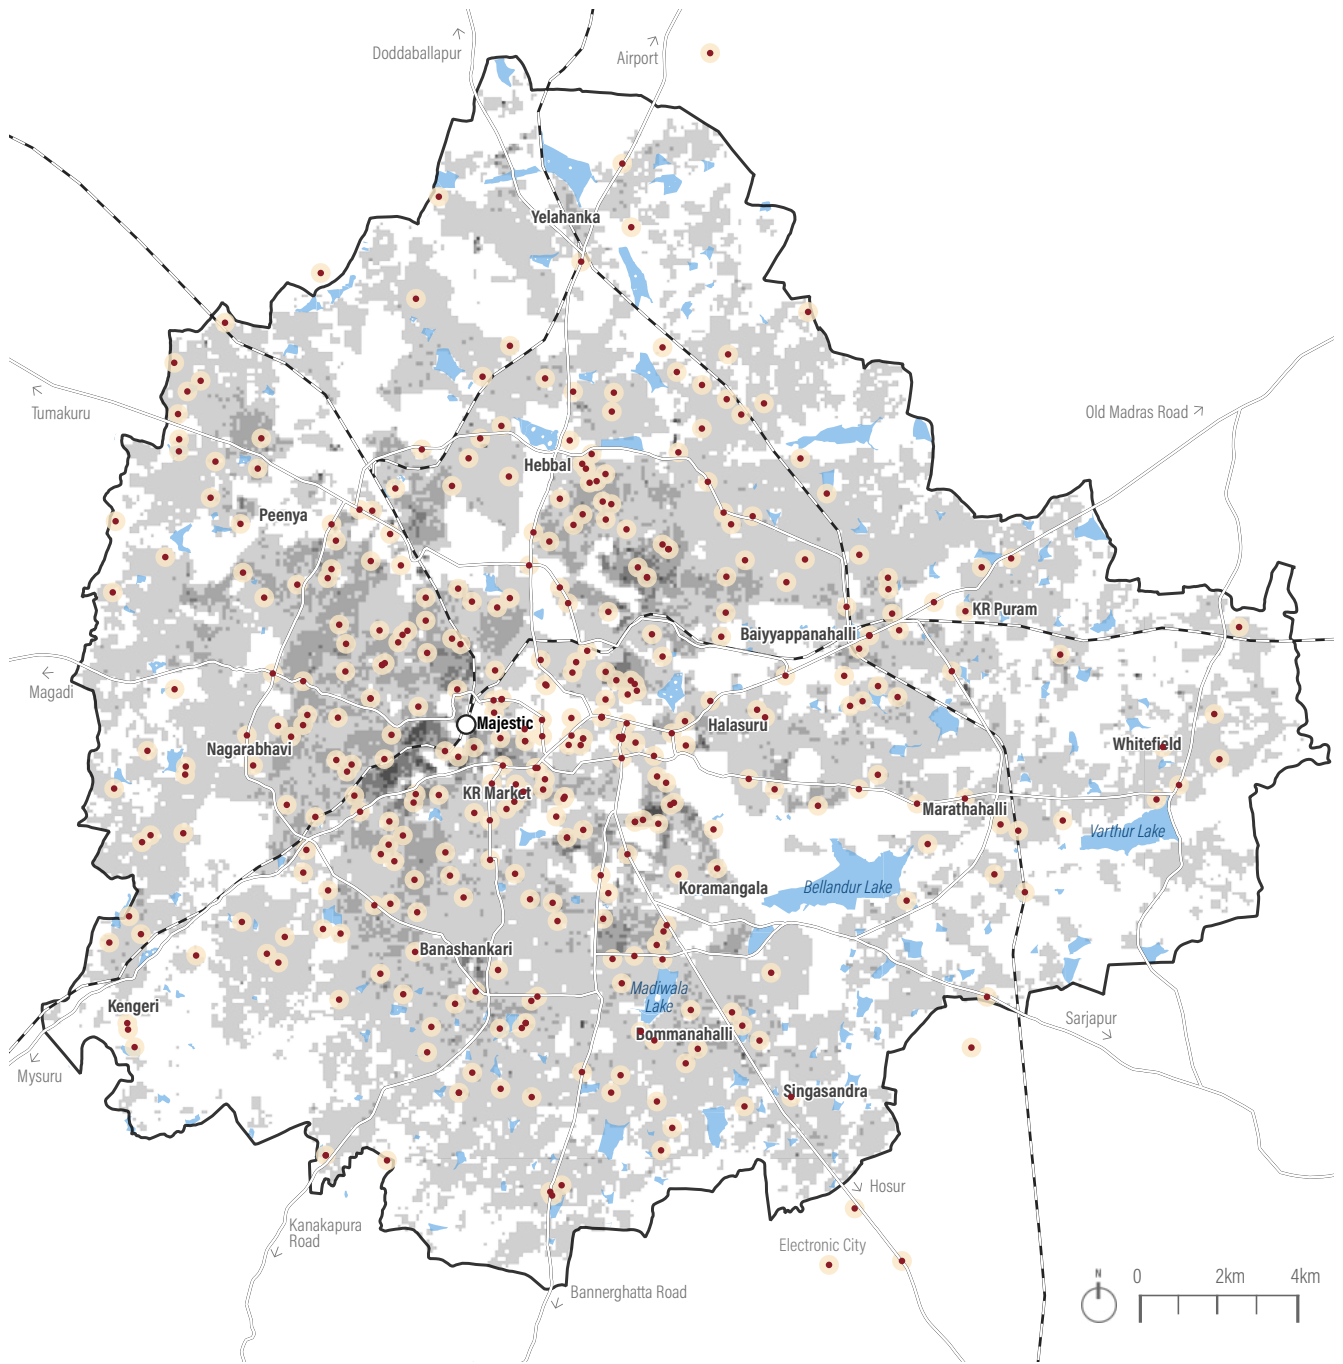 Doddaballapur
Airport
Yelahanka
Tumakuru
Old Madras Road
Hebbal
Peenya
KR Puram
Baiyyappanahalli
Magadi
Majestic
Halasuru
Nagarabhavi
Whitefield
KR Market
Marathahalli
Varthur Lake
Koramangala
Bellandur Lake
Banashankari
Madiwala
Lake
Kengeri
Bommanahalli
Sarjapur
Mysuru
Singasandra
Hosur
Kanakapura
Road
Electronic City
Bannerghatta Road
N
0 2km 4km